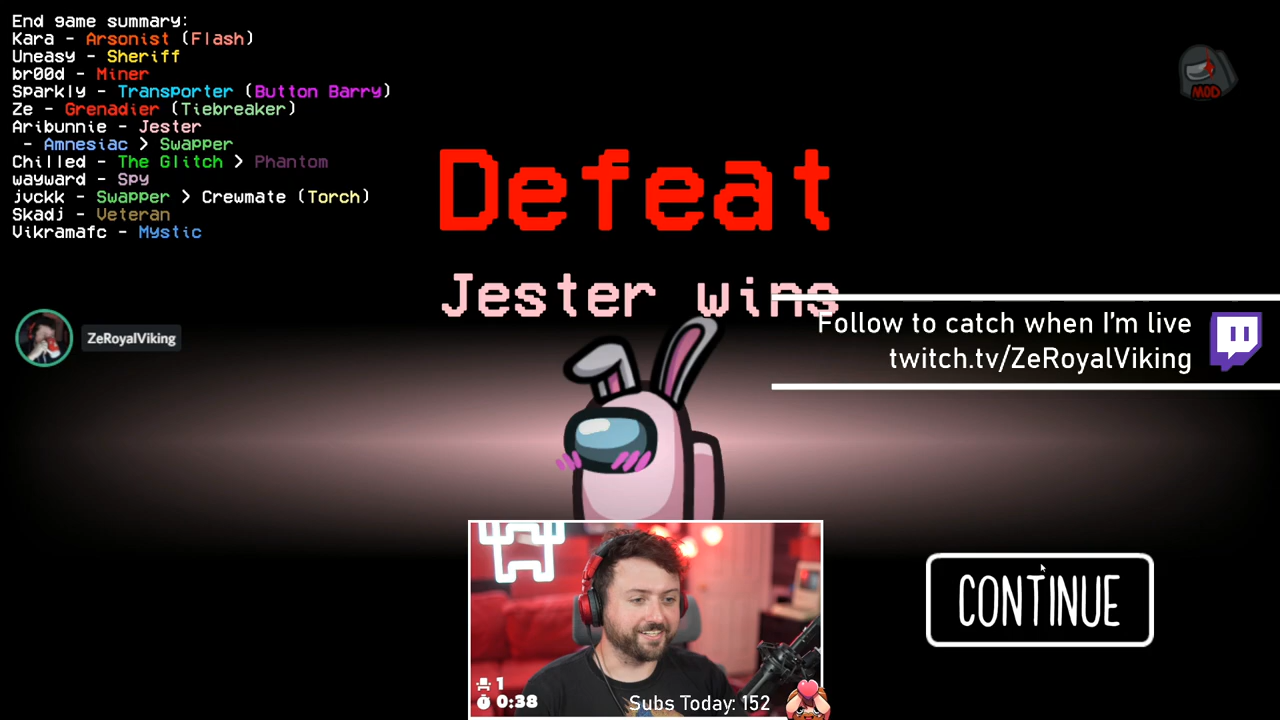 End game summary:
Kara - Arsonist (Flash)
Uneasy - Sheriff
br00d - Miner
Sparkly - Transporter (Button Barry)
Ze - Grenadier (Tiebreaker)
Aribunnie - Jester
- Amnesiac > Swapper
Chilled - The Glitch > Phantom
wayward - Spy
jvckk - Swapper > Crewmate (Torch)
Skadj - Veteran
Vikramafc - Mystic
MOD
Defeat
Jester wins
ZeRoyalViking
Follow to catch when I'm live
twitch.tv/ZeRoyalViking
CONTINUE
1
0:38
Subs Today: 152